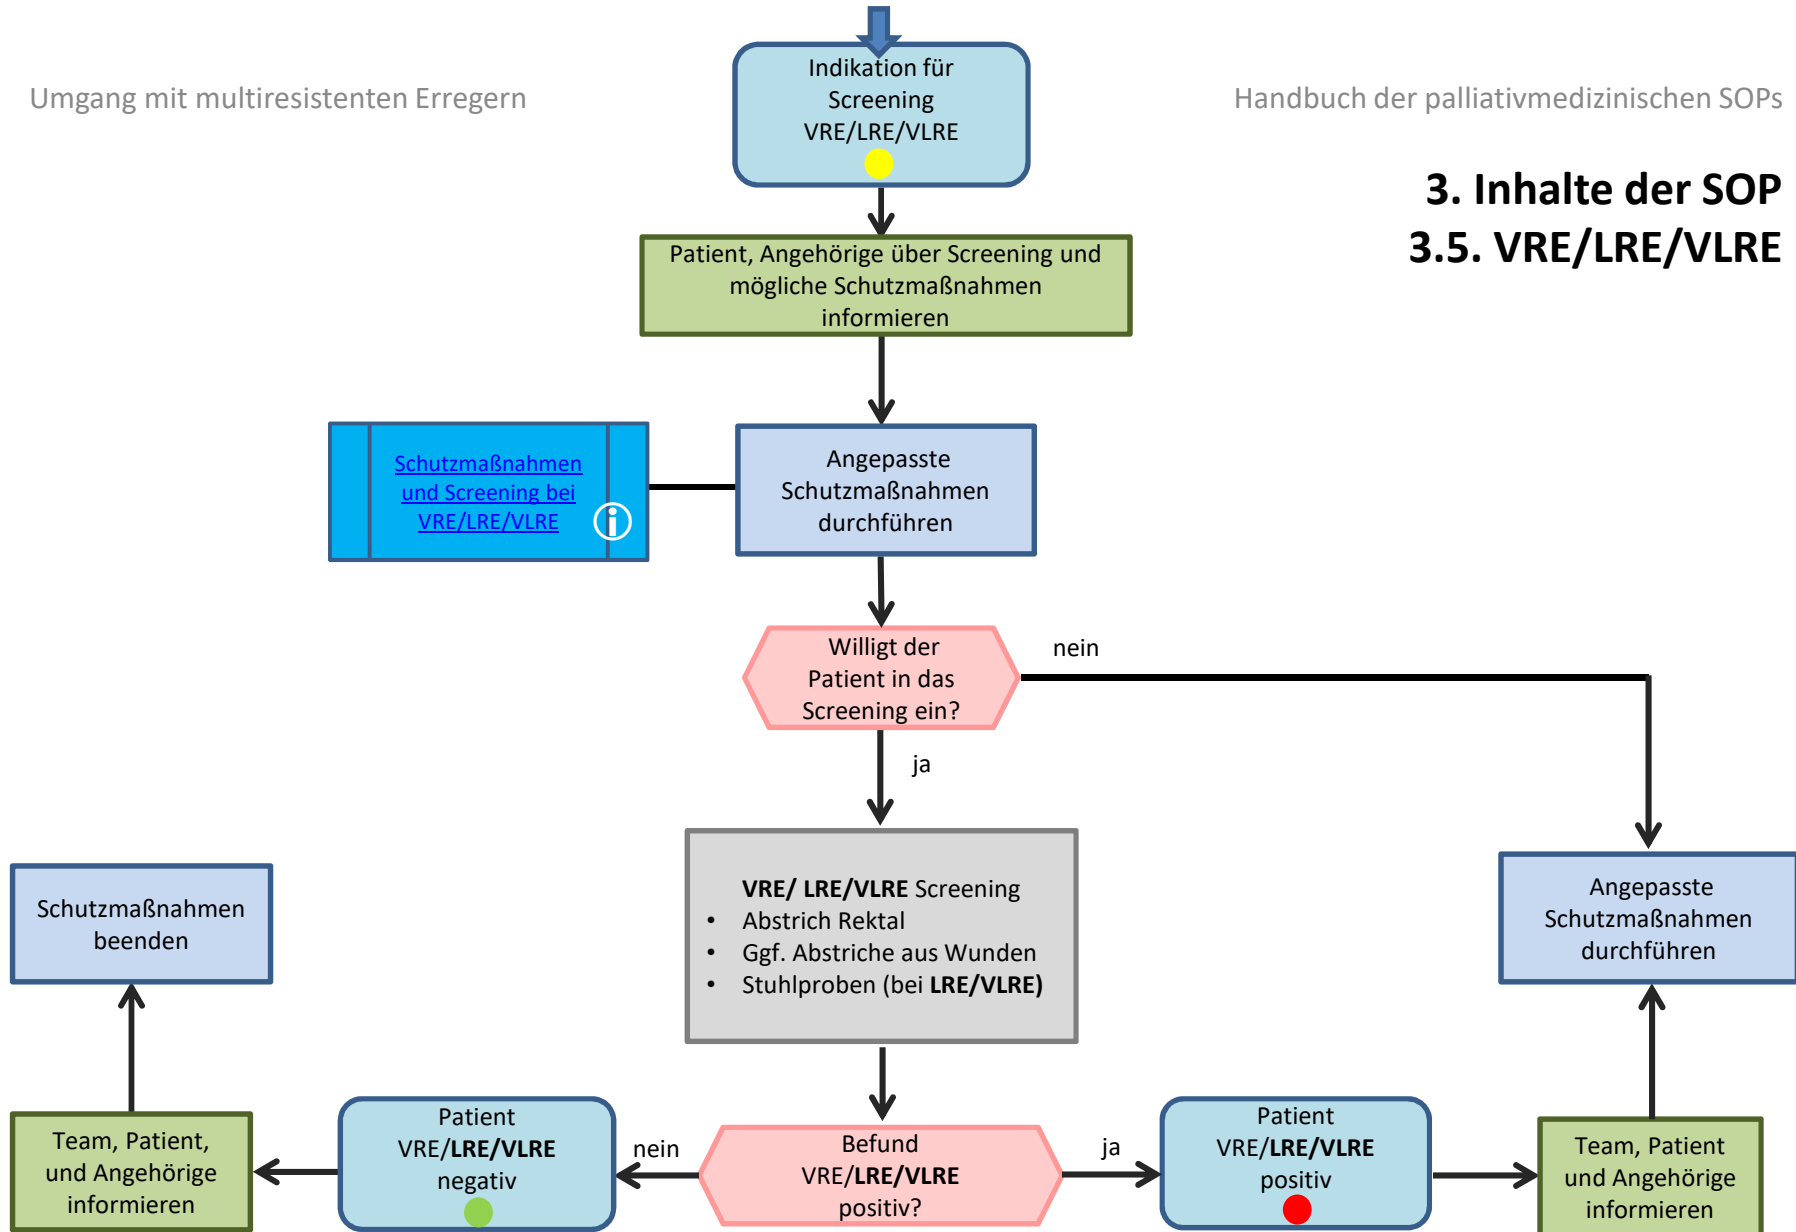 Umgang mit multiresistenten Erregern
Handbuch der palliativmedizinischen SOPs
3. Inhalte der SOP
3.5. VRE/LRE/VLRE
Indikation für
Screening
VRE/LRE/VLRE
Patient, Angehörige über Screening und
mögliche Schutzmaßnahmen
informieren
Schutzmaßnahmen
und Screening bei
VRE/LRE/VLRE
i
Angepasste
Schutzmaßnahmen
durchführen
Willigt der
Patient in das
Screening ein?
nein
ja
VRE/ LRE/VLRE Screening
• Abstrich Rektal
• Ggf. Abstriche aus Wunden
• Stuhlproben (bei LRE/VLRE)
Angepasste
Schutzmaßnahmen
durchführen
Schutzmaßnahmen
beenden
Team, Patient,
und Angehörige
informieren
Patient
VRE/LRE/VLRE
negativ
nein
Befund
VRE/LRE/VLRE
positiv?
ja
Patient
VRE/LRE/VLRE
positiv
Team, Patient
und Angehörige
informieren